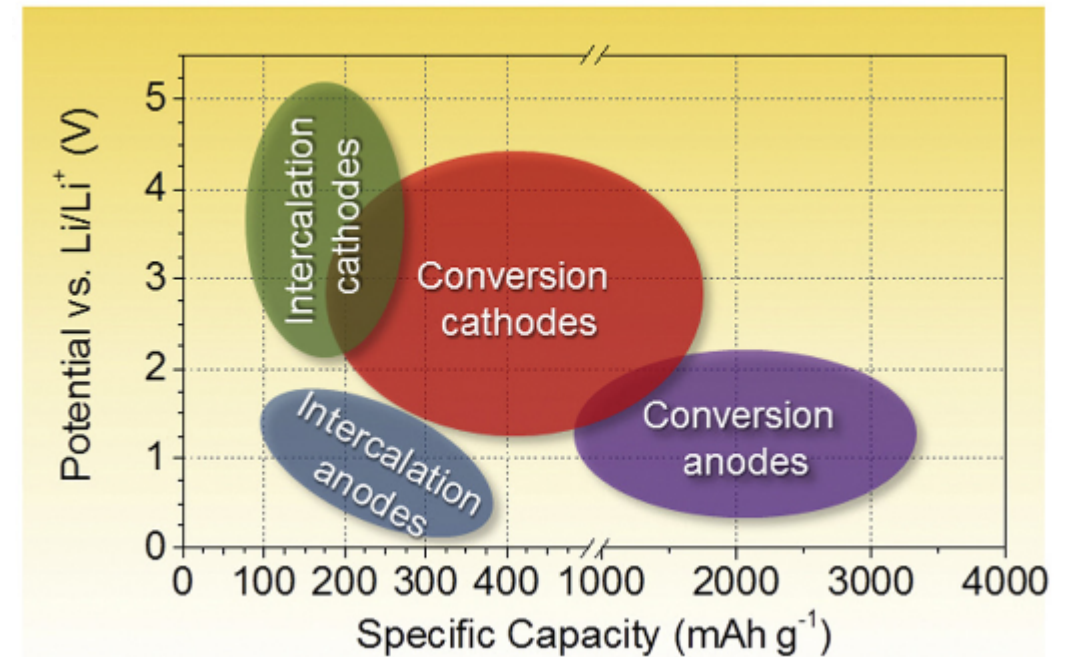 Potential vs. Li/Li⁺ (V)
5
4
3
2
1
0
Intercalation
cathodes
Conversion
cathodes
Intercalation
anodes
Conversion
anodes
0 100 200 300 400 1000 2000 3000 4000
Specific Capacity (mAh g⁻¹)